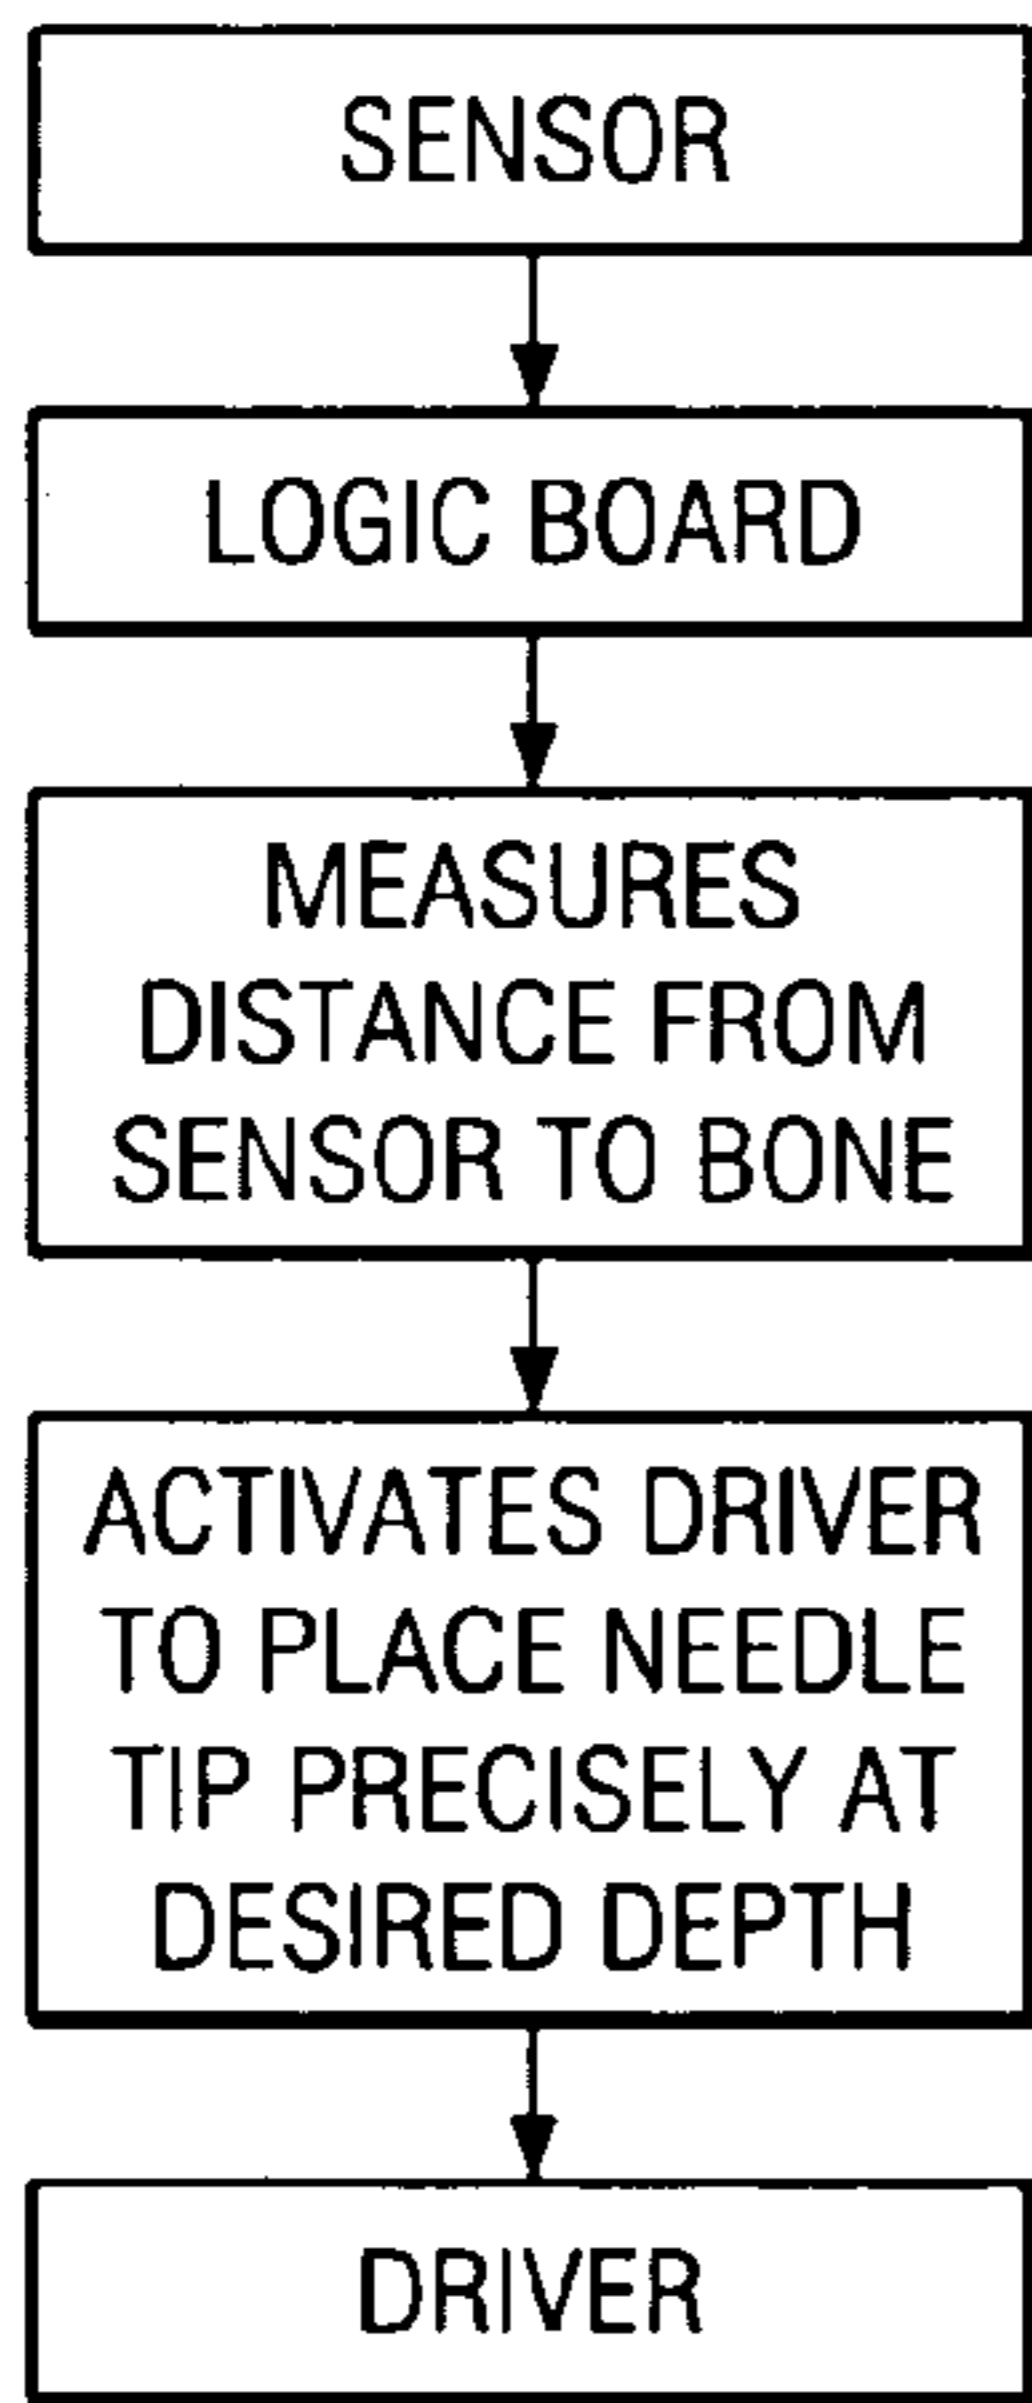 SENSOR
LOGIC BOARD
MEASURES
DISTANCE FROM
SENSOR TO BONE
ACTIVATES DRIVER
TO PLACE NEEDLE
TIP PRECISELY AT
DESIRED DEPTH
DRIVER